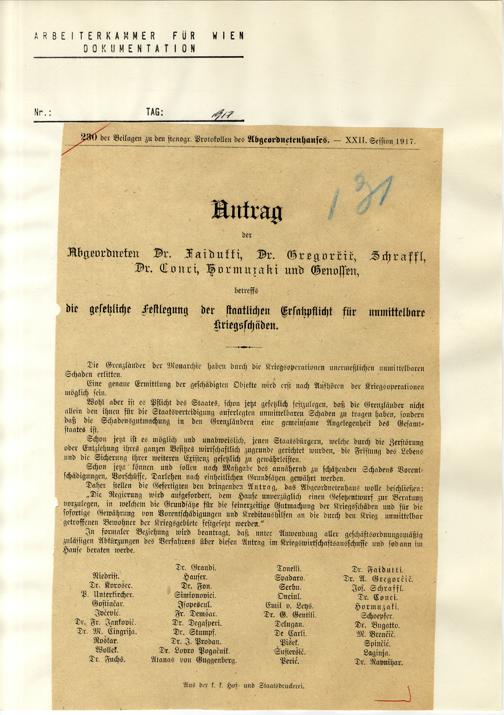 ARBEITERKAMMER FÜR WIEN
DOKUMENTATION
Nr.: TAG: 1917
230 der Beilagen zu den stenogr. Protokollen des Abgeordnetenhauses. — XXII. Session 1917.
131
Antrag
der
Abgeordneten Dr. Faidutti, Dr. Gregorčič, Schraffl,
Dr. Conci, Hormuzaki und Genossen,
betreffs
die gesetzliche Festlegung der staatlichen Ersatzpflicht für unmittelbare
Kriegsschäden.
Die Grenzländer der Monarchie haben durch die Kriegsoperationen unermeßlichen unmittelbaren
Schaden erlitten.
Eine genaue Ermittlung der geschädigten Objekte wird erst nach Aufhören der Kriegsoperationen
möglich sein.
Wohl aber ist es Pflicht des Staates, schon jetzt gesetzlich festzulegen, daß die Grenzländer nicht
allein den ihnen für die Staatsverteidigung auferlegten unmittelbaren Schaden zu tragen haben, sondern
daß die Schadensgutmachung in den Grenzländern eine gemeinsame Angelegenheit des Gesamt-
staates ist.
Schon jetzt ist es möglich und unabweislich, jenen Staatsbürgern, welche durch die Zerstörung
oder Entziehung ihres ganzen Besitzes wirtschaftlich zugrunde gerichtet wurden, die Fristung des Lebens
und die Sicherung ihrer weiteren Existenz gesetzlich zu gewährleisten.
Schon jetzt können und sollen nach Maßgabe des annähernd zu schätzenden Schadens Vorent-
schädigungen, Vorschüsse, Darlehen nach einheitlichen Grundsätzen gewährt werden.
Daher stellen die Gefertigten den dringenden Antrag, das Abgeordnetenhaus wolle beschließen:
„Die Regierung wird aufgefordert, dem Hause unverzüglich einen Gesetzentwurf zur Beratung
vorzulegen, in welchem die Grundsätze für die seinerzeitige Gutmachung der Kriegsschäden und für die
sofortige Gewährung von Vorentschädigungen und Kredithilfen an die durch den Krieg unmittelbar
getroffenen Bewohner der Kriegsgebiete festgesetzt werden.“
In formaler Beziehung wird beantragt, daß unter Anwendung aller geschäftsordnungsmäßig
zulässigen Abkürzungen des Verfahrens über diesen Antrag im Kriegswirtschaftsausschusse und sodann im
Hause beraten werde.
Dr. Grandi. Tonelli. Dr. Faidutti.
Niedrist. Hauser. Spadaro. Dr. A. Gregorčič.
Dr. Korošec. Dr. Fon. Serbu. Jos. Schraffl.
P. Unterkircher. Simionovici. Onciul. Dr. Conci.
Gostinčar. Isopescul. Emil v. Leys. Hormuzaki.
Ivčević. Hr. Demšar. Dr. G. Gentili. Schoepfer.
Dr. Fr. Janković. Dr. Degasperi. Delugan. Dr. Bugatto.
Dr. M. Cingrija. Dr. Stumpf. De Carli. M. Brenčič.
Roškar. Dr. J. Prodan. Pišek. Spinčić.
Wollek. Dr. Lovro Pogačnik. Šusteršič. Laginja.
Dr. Fuchs. Atanas von Guggenberg. Perić. Dr. Ravnihar.
Aus der k. k. Hof- und Staatsdruckerei.